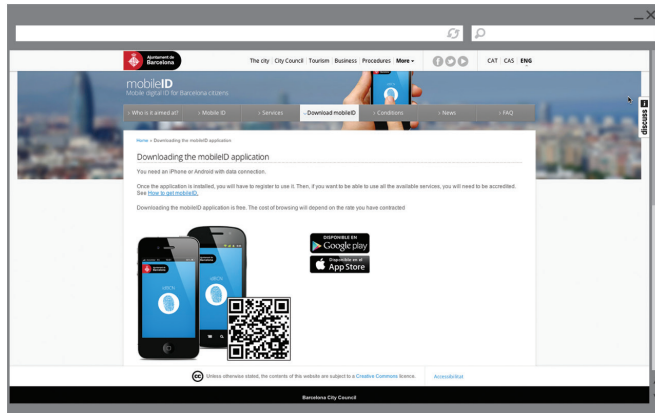 Ajuntament de
Barcelona
The city City Council Tourism Business Procedures More
CAT CAS ENG
mobileID
Mobile digital ID for Barcelona citizens
Who is it aimed at? Mobile ID Services Download mobileID Conditions News FAQ
discuss
Home » Downloading the mobileID application
Downloading the mobileID application
You need an iPhone or Android with data connection.
Once the application is installed, you will have to register to use it. Then, if you want to be able to use all the available services, you will need to be accredited.
See How to get mobileID.
Downloading the mobileID application is free. The cost of browsing will depend on the rate you have contracted
DISPONIBLE EN
Google play
Disponible en el
App Store
cc Unless otherwise stated, the contents of this website are subject to a Creative Commons licence. Accessibilitat
Barcelona City Council